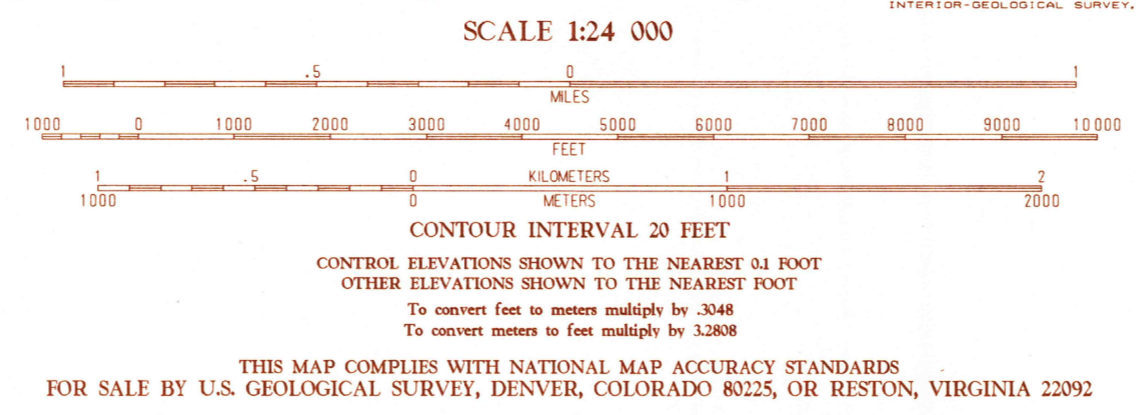 INTERIOR-GEOLOGICAL SURVEY,
SCALE 1:24 000
1 .5 0 1
MILES
1000 0 1000 2000 3000 4000 5000 6000 7000 8000 9000 10 000
FEET
1 .5 0 KILOMETERS 1 2
1000 0 METERS 1000 2000
CONTOUR INTERVAL 20 FEET
CONTROL ELEVATIONS SHOWN TO THE NEAREST 0.1 FOOT
OTHER ELEVATIONS SHOWN TO THE NEAREST FOOT
To convert feet to meters multiply by .3048
To convert meters to feet multiply by 3.2808
THIS MAP COMPLIES WITH NATIONAL MAP ACCURACY STANDARDS
FOR SALE BY U.S. GEOLOGICAL SURVEY, DENVER, COLORADO 80225, OR RESTON, VIRGINIA 22092